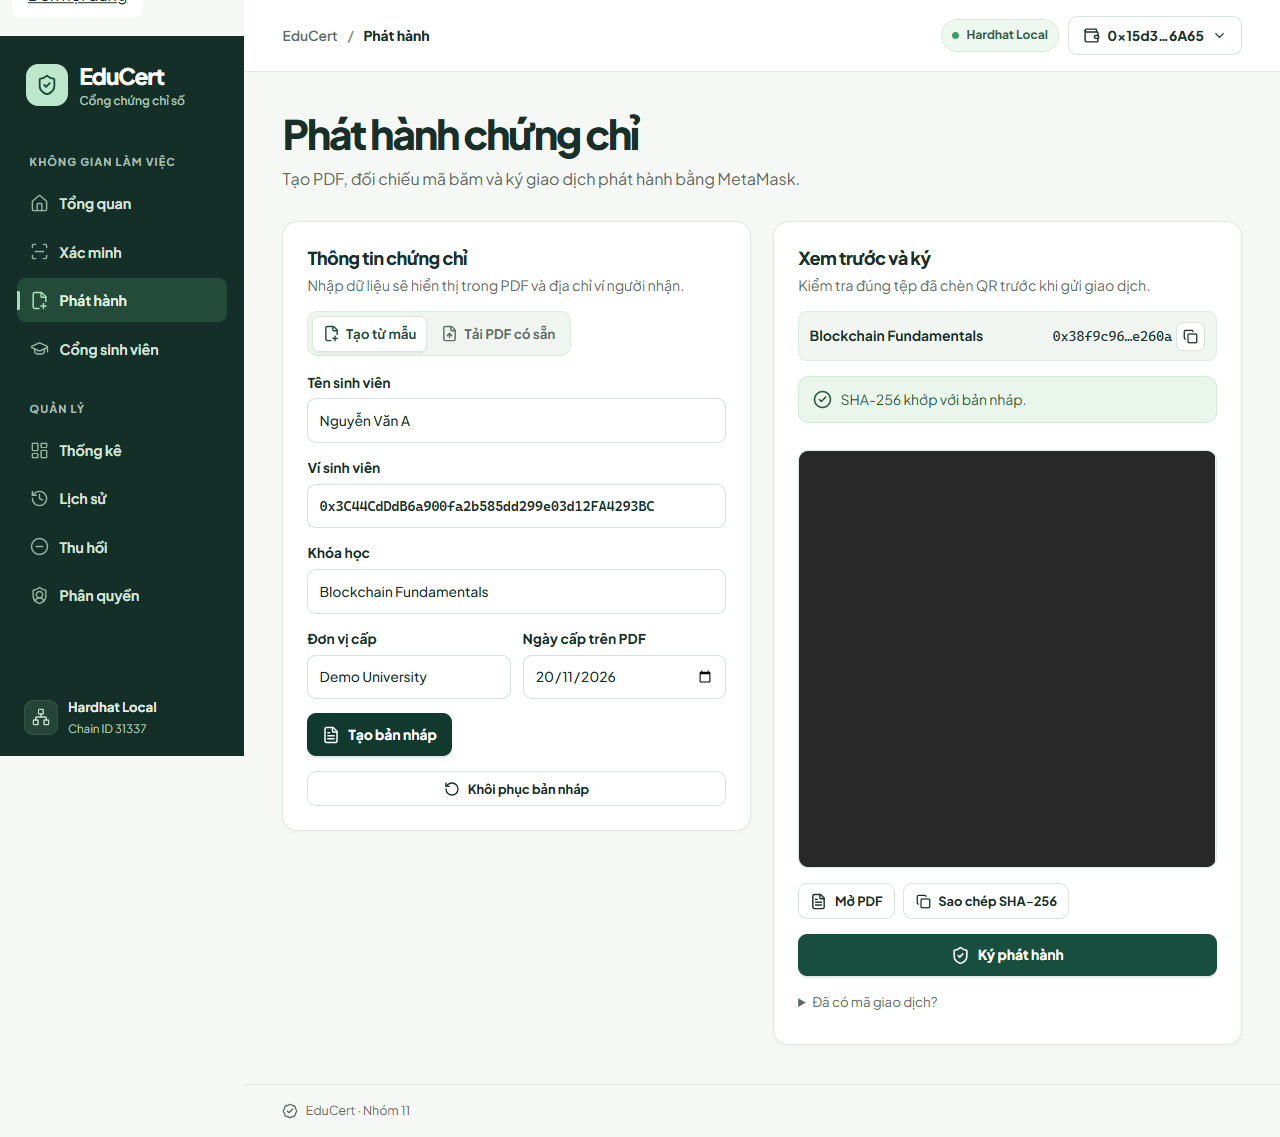 EduCert
Cổng chứng chỉ số
KHÔNG GIAN LÀM VIỆC
Tổng quan
Xác minh
Phát hành
Cổng sinh viên
QUẢN LÝ
Thống kê
Lịch sử
Thu hồi
Phân quyền
Hardhat Local
Chain ID 31337
EduCert / Phát hành
Hardhat Local
0x15d3…6A65
Phát hành chứng chỉ
Tạo PDF, đối chiếu mã băm và ký giao dịch phát hành bằng MetaMask.
Thông tin chứng chỉ
Nhập dữ liệu sẽ hiển thị trong PDF và địa chỉ ví người nhận.
Tạo từ mẫu
Tải PDF có sẵn
Tên sinh viên
Nguyễn Văn A
Ví sinh viên
0x3C44CdDdB6a900fa2b585dd299e03d12FA4293BC
Khóa học
Blockchain Fundamentals
Đơn vị cấp
Ngày cấp trên PDF
Demo University
20/11/2026
Tạo bản nháp
Khôi phục bản nháp
Xem trước và ký
Kiểm tra đúng tệp đã chèn QR trước khi gửi giao dịch.
Blockchain Fundamentals
0x38f9c96…e260a
SHA-256 khớp với bản nháp.
Mở PDF
Sao chép SHA-256
Ký phát hành
Đã có mã giao dịch?
EduCert · Nhóm 11